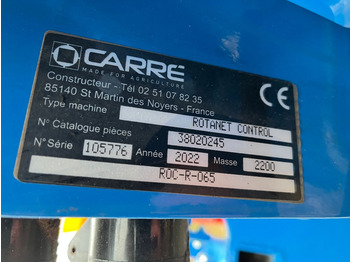 CARRÉ
MADE FOR AGRICULTURE
Constructeur - Tél 02 51 07 82 35
85140 St Martin des Noyers - France
Type machine ROTANET CONTROL
N° Catalogue pièces 38020245
N° Série 105776 Année 2022 Masse 2200
ROC-R-065
CE